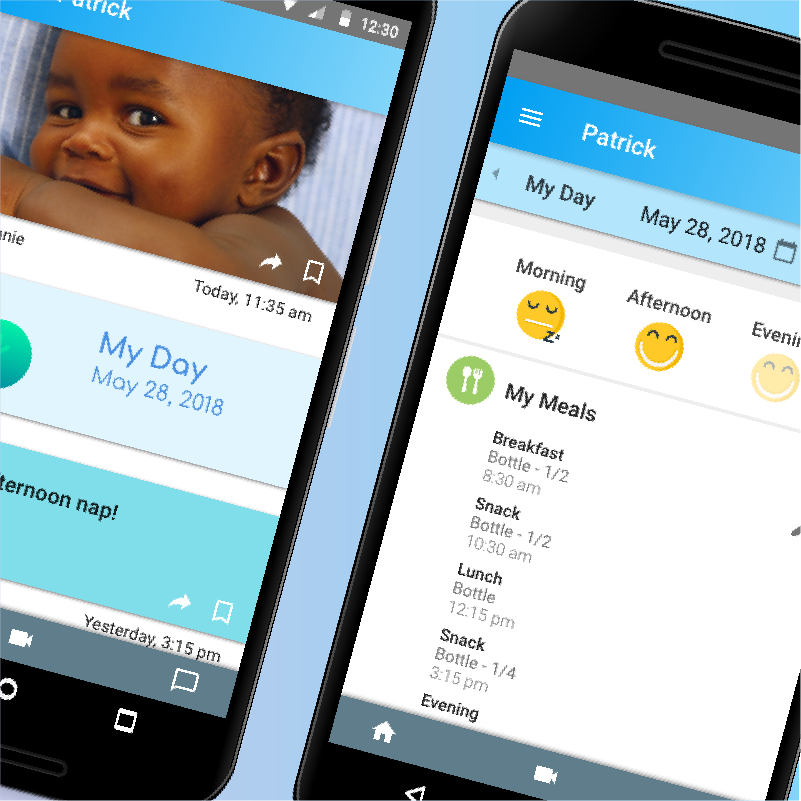 Patrick
12:30
nie
Today, 11:35 am
My Day
May 28, 2018
ternoon nap!
Yesterday, 3:15 pm
Patrick
My Day
May 28, 2018
Morning
Afternoon
Evenin
My Meals
Breakfast
Bottle - 1/2
8:30 am
Snack
Bottle - 1/2
10:30 am
Lunch
Bottle
12:15 pm
Snack
Bottle - 1/4
3:15 pm
Evening